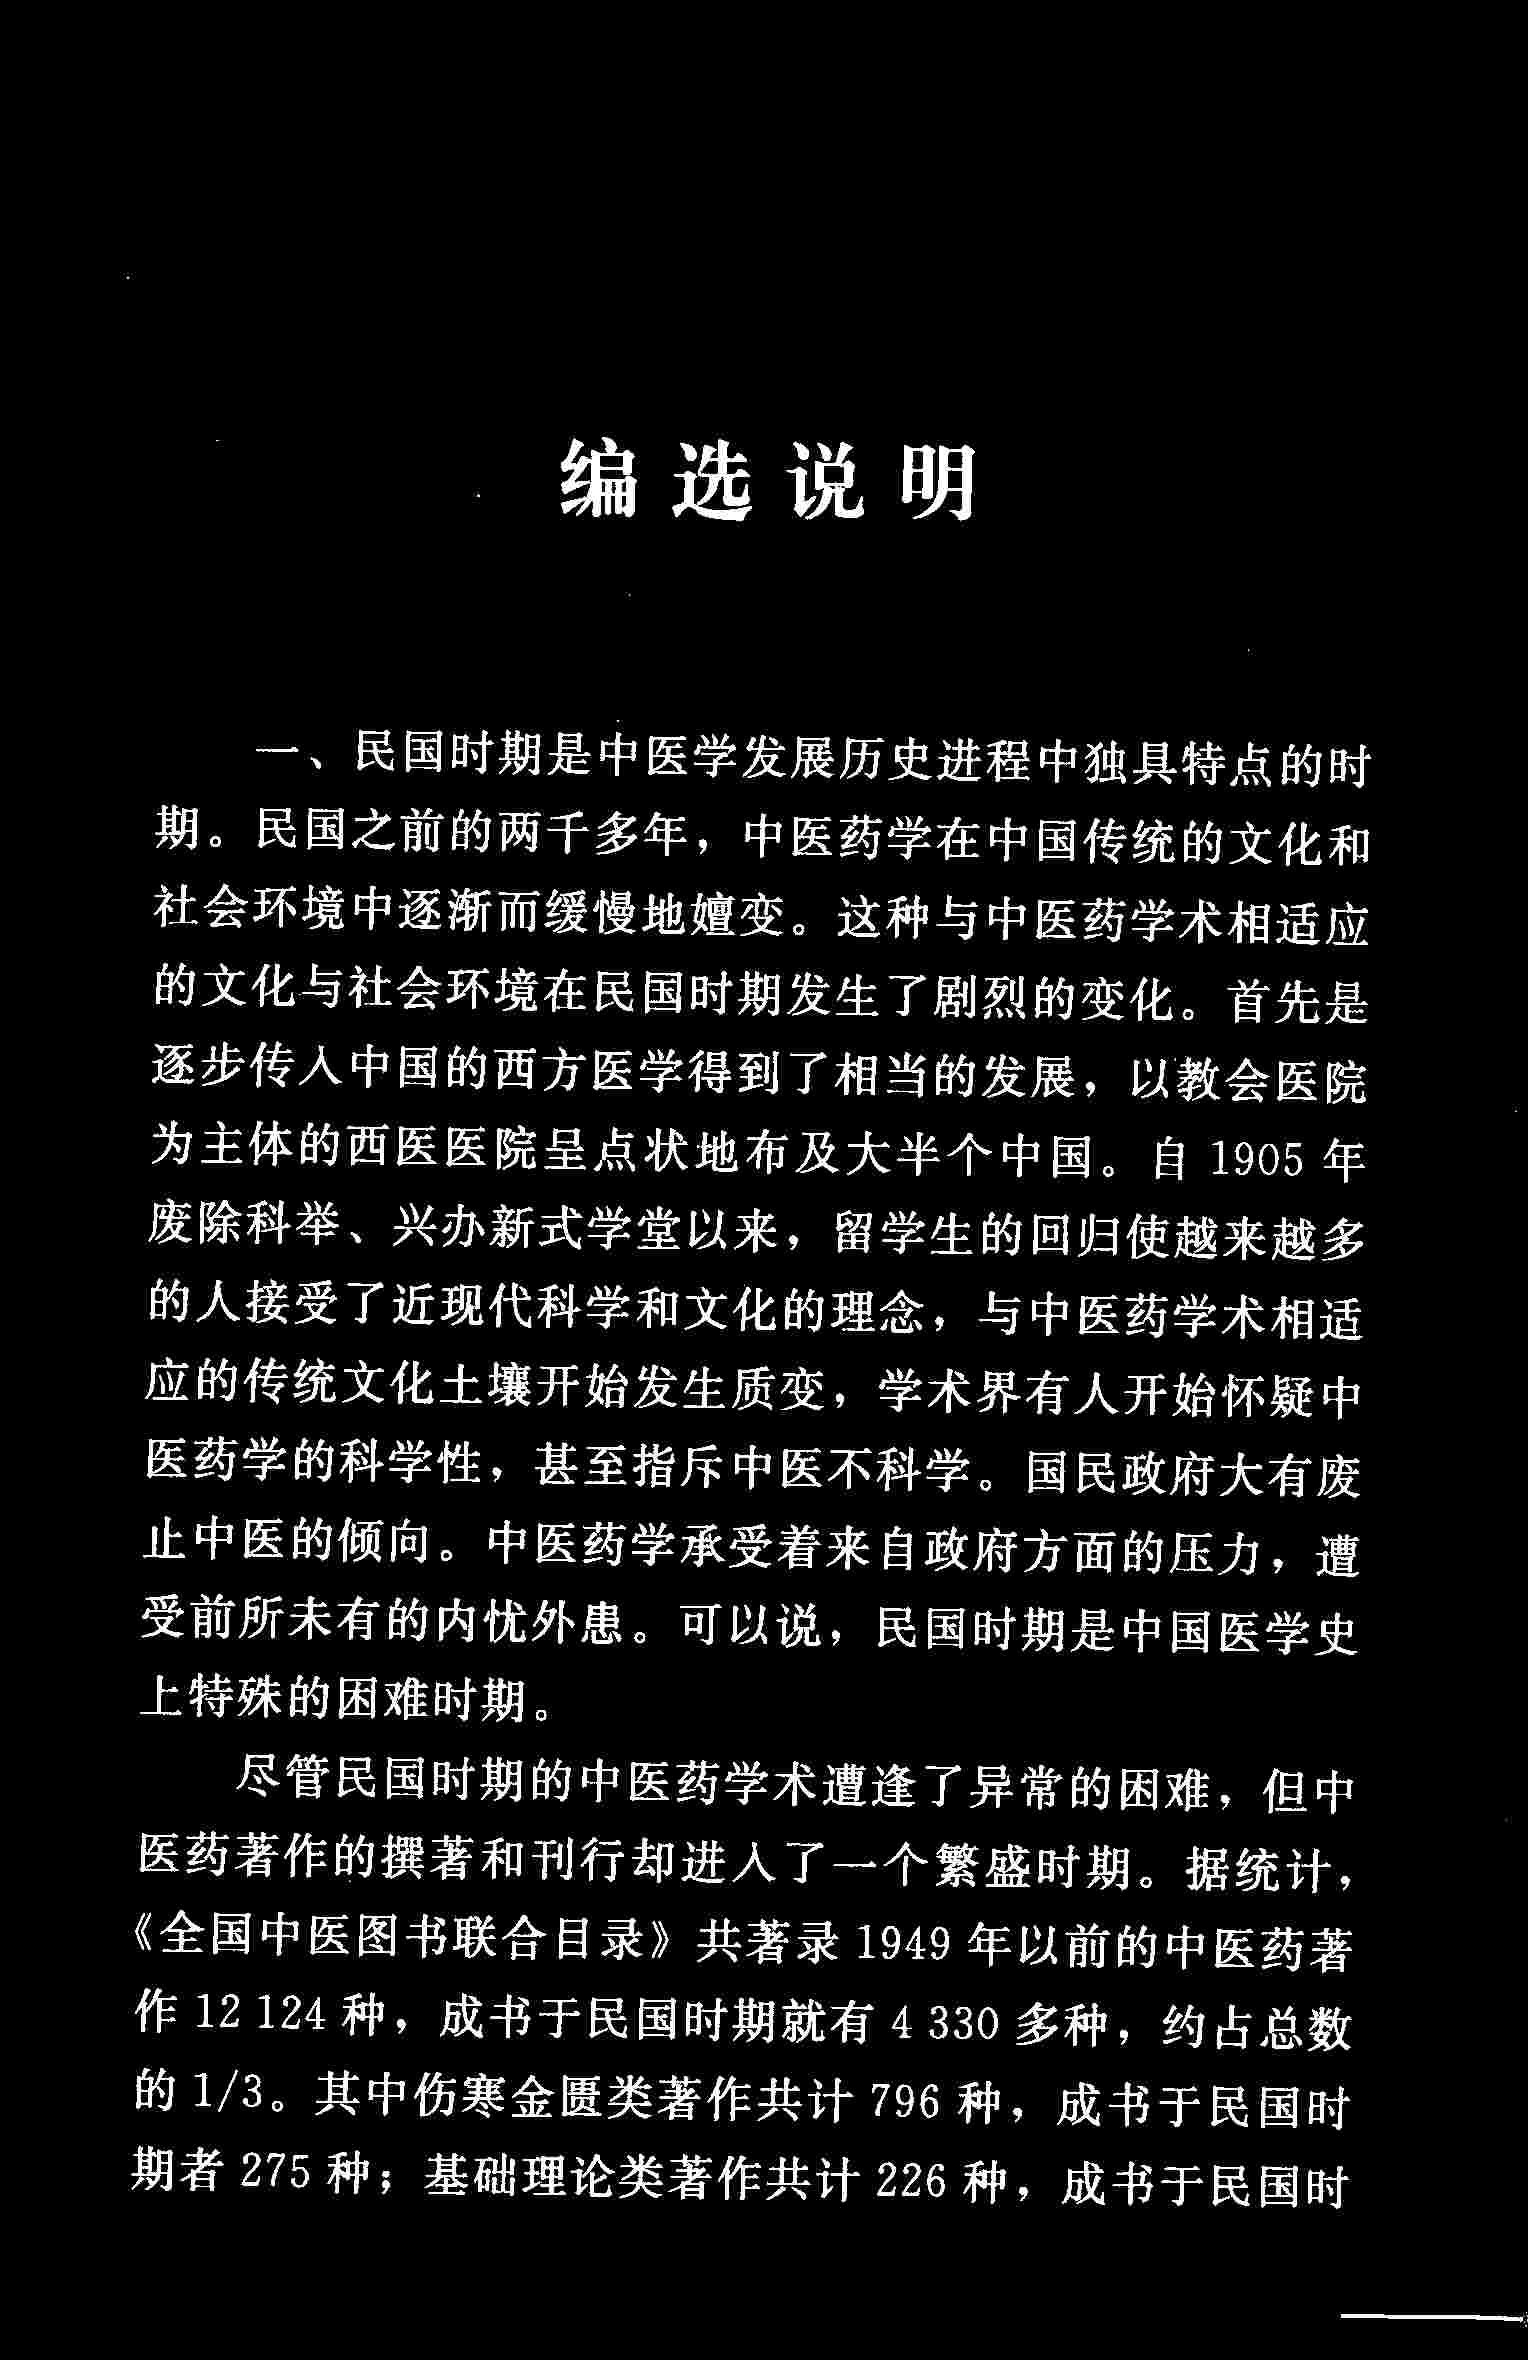 编选说明
一、民国时期是中医学发展历史进程中独具特点的时
期。民国之前的两千多年，中医药学在中国传统的文化和
社会环境中逐渐而缓慢地嬗变。这种与中医药学术相适应
的文化与社会环境在民国时期发生了剧烈的变化。首先是
逐步传入中国的西方医学得到了相当的发展，以教会医院
为主体的西医医院呈点状地布及大半个中国。自 1905 年
废除科举、兴办新式学堂以来，留学生的回归使越来越多
的人接受了近现代科学和文化的理念，与中医药学术相适
应的传统文化土壤开始发生质变，学术界有人开始怀疑中
医药学的科学性，甚至指斥中医不科学。国民政府大有废
止中医的倾向。中医药学承受着来自政府方面的压力，遭
受前所未有的内忧外患。可以说，民国时期是中国医学史
上特殊的困难时期。
尽管民国时期的中医药学术遭逢了异常的困难，但中
医药著作的撰著和刊行却进入了一个繁盛时期。据统计，
《全国中医图书联合目录》共著录 1949 年以前的中医药著
作 12 124 种，成书于民国时期就有 4 330 多种，约占总数
的 1/3。其中伤寒金匮类著作共计 796 种，成书于民国时
期者 275 种；基础理论类著作共计 226 种，成书于民国时